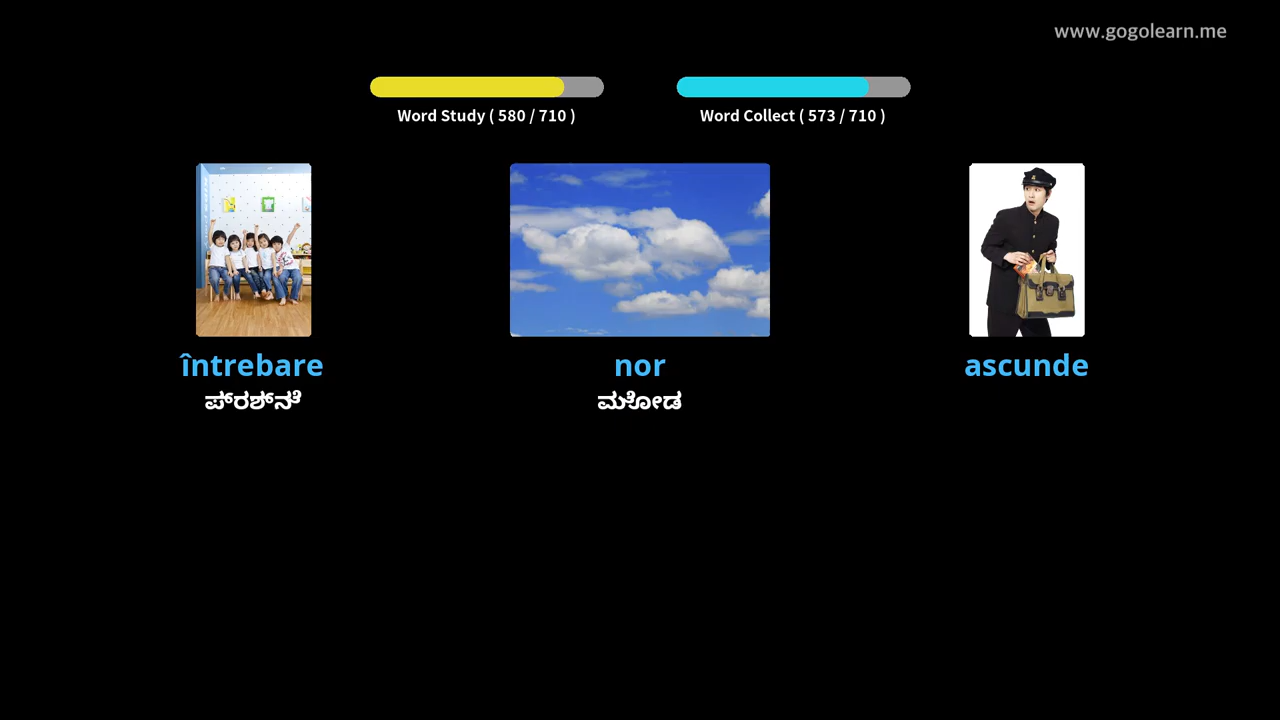 www.gogolearn.me
Word Study ( 580 / 710 )
Word Collect ( 573 / 710 )
întrebare
nor
ascunde
ಪ್ರಶ್ನೆ
ಮೋಡ